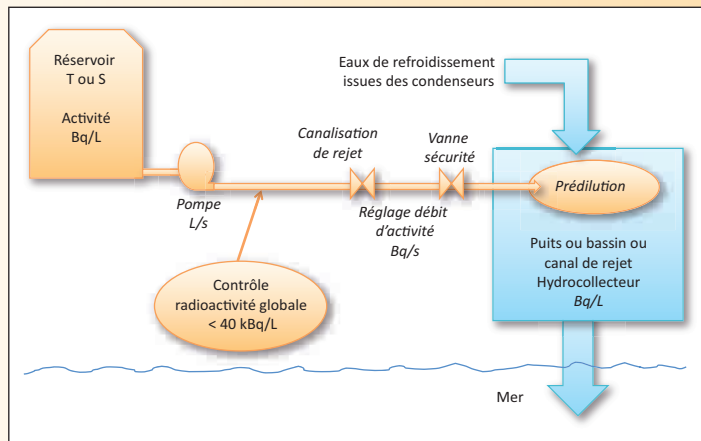 Réservoir
T ou S
Activité
Bq/L
Eaux de refroidissement
issues des condenseurs
Canalisation
de rejet
Vanne
sécurité
Prédilution
Pompe
L/s
Réglage débit
d'activité
Bq/s
Puits ou bassin ou
canal de rejet
Hydrocollecteur
Bq/L
Contrôle
radioactivité globale
< 40 kBq/L
Mer